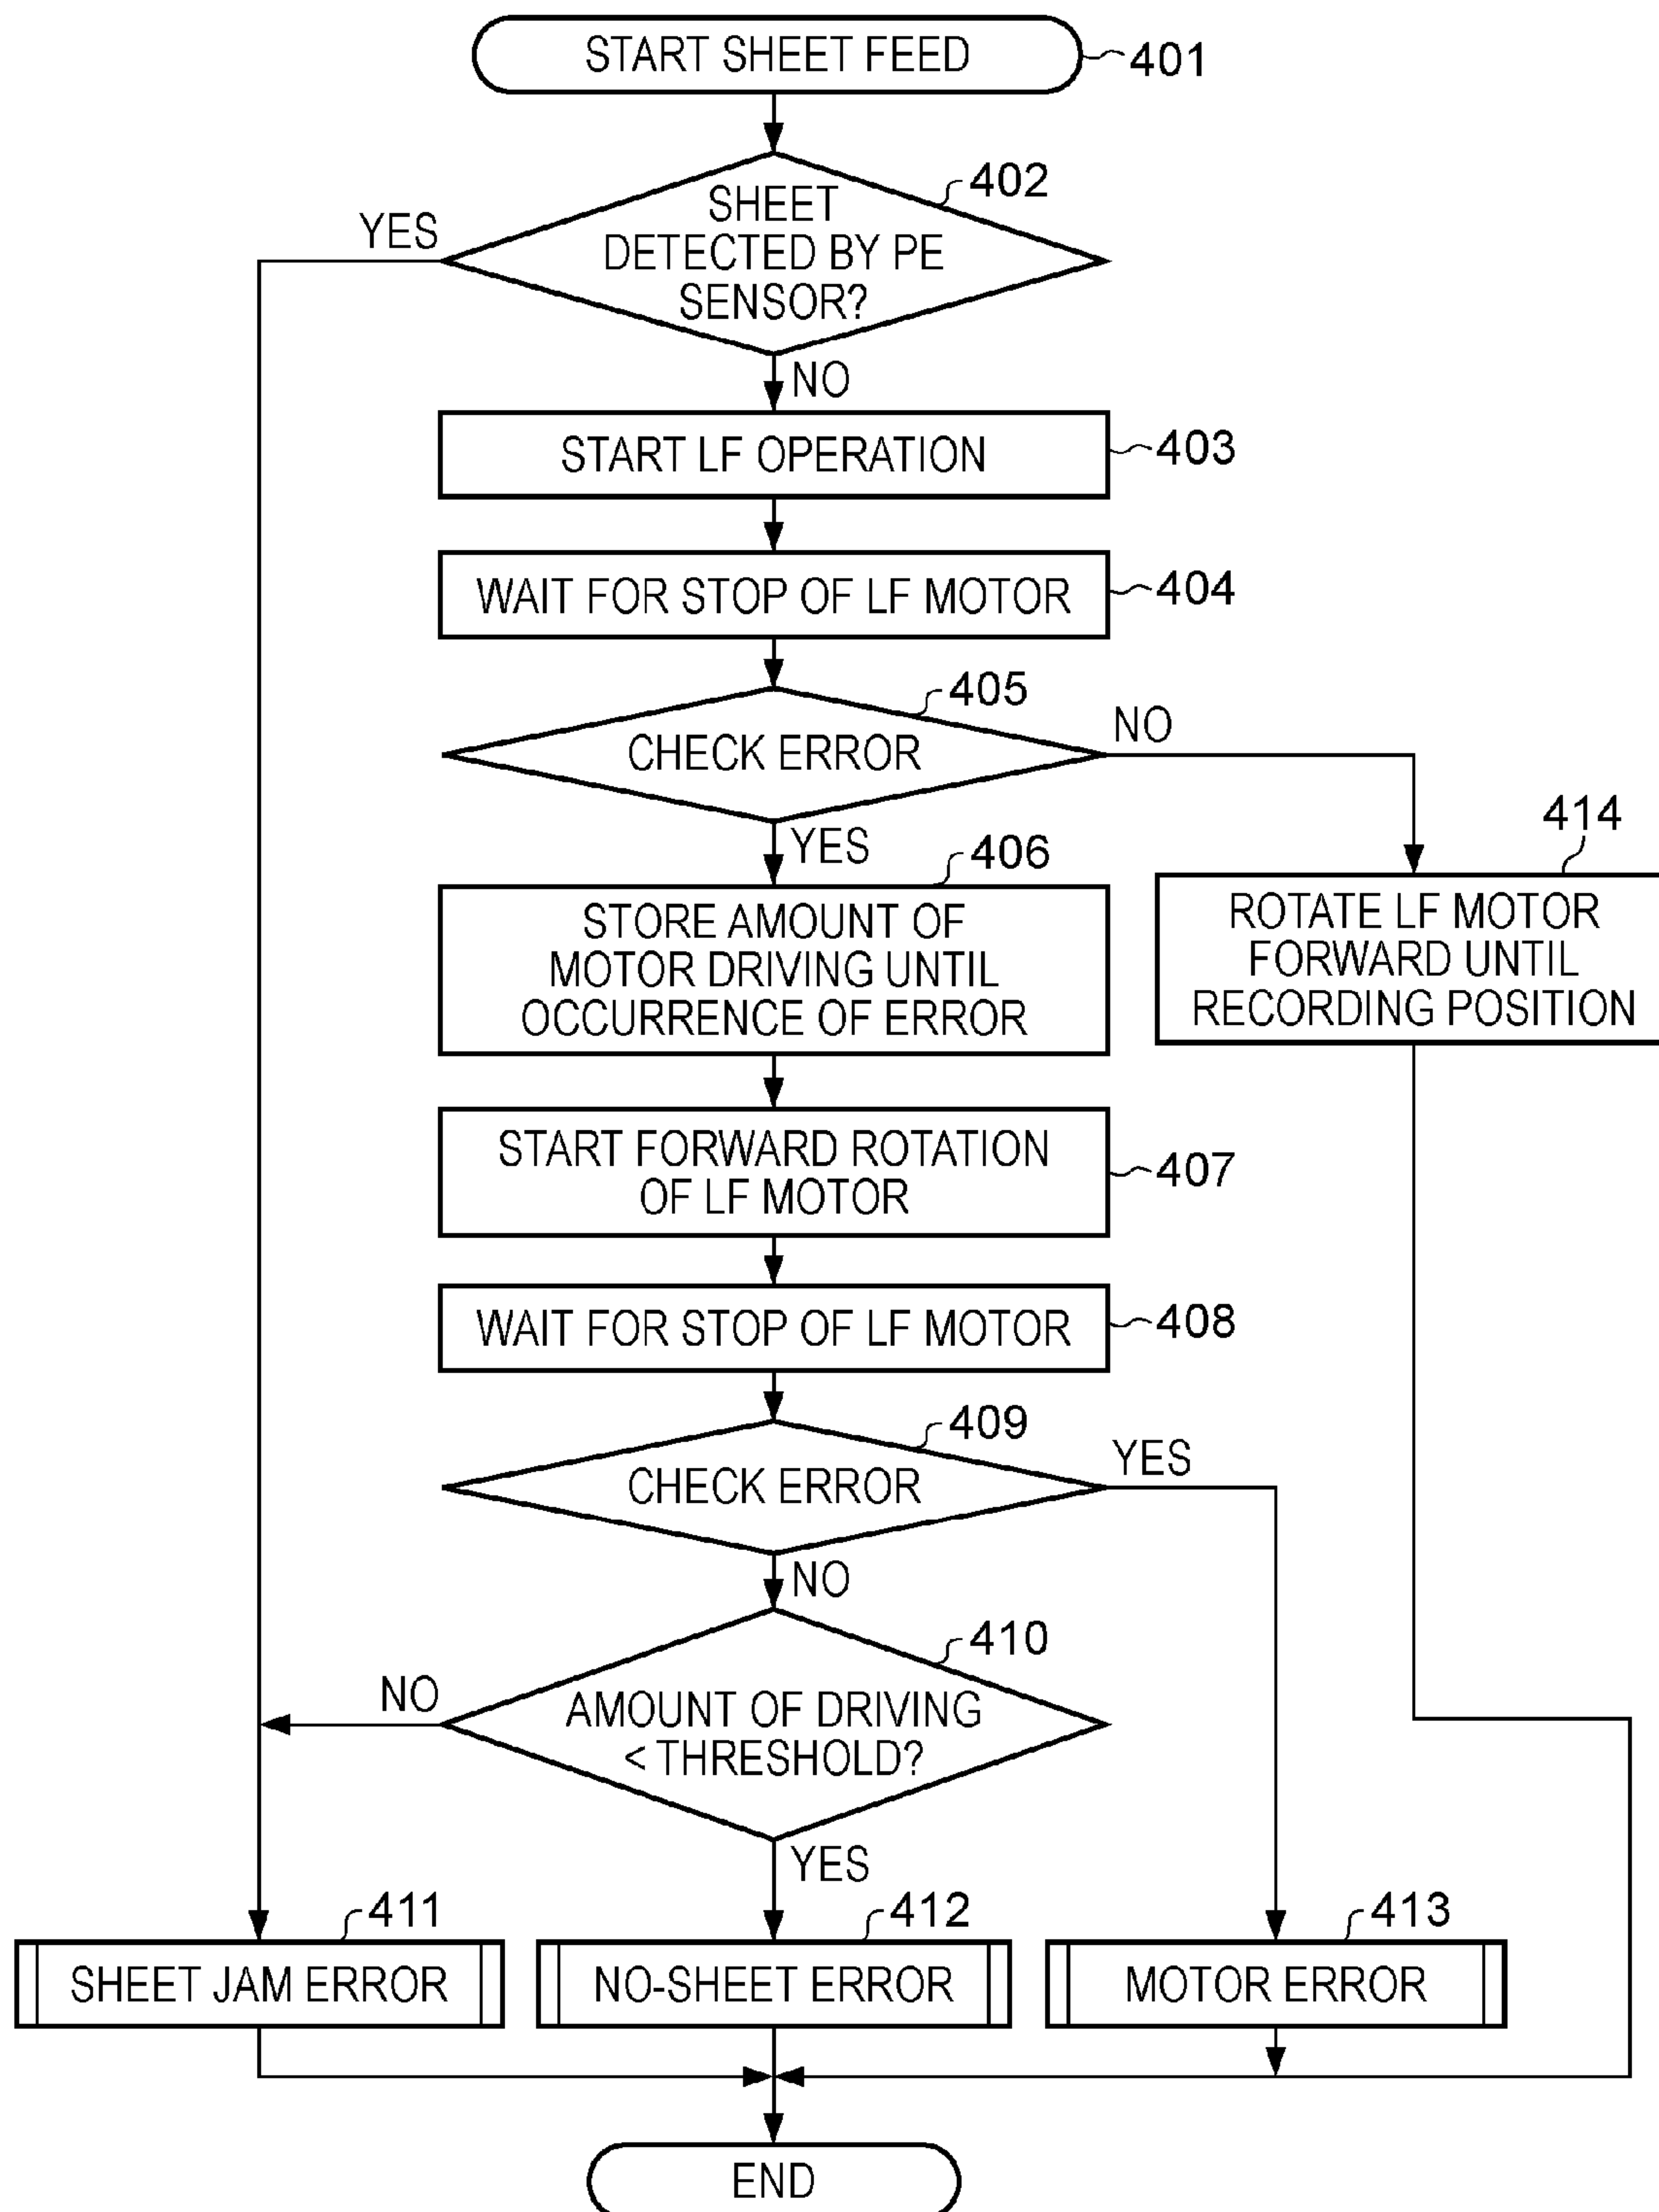 START SHEET FEED
401
402
YES
SHEET
DETECTED BY PE
SENSOR?
NO
START LF OPERATION
403
WAIT FOR STOP OF LF MOTOR
404
405
CHECK ERROR
NO
YES
406
414
STORE AMOUNT OF
MOTOR DRIVING UNTIL
OCCURRENCE OF ERROR
ROTATE LF MOTOR
FORWARD UNTIL
RECORDING POSITION
START FORWARD ROTATION
OF LF MOTOR
407
WAIT FOR STOP OF LF MOTOR
408
409
CHECK ERROR
YES
NO
410
NO
AMOUNT OF DRIVING
< THRESHOLD?
YES
411
412
413
SHEET JAM ERROR
NO-SHEET ERROR
MOTOR ERROR
END